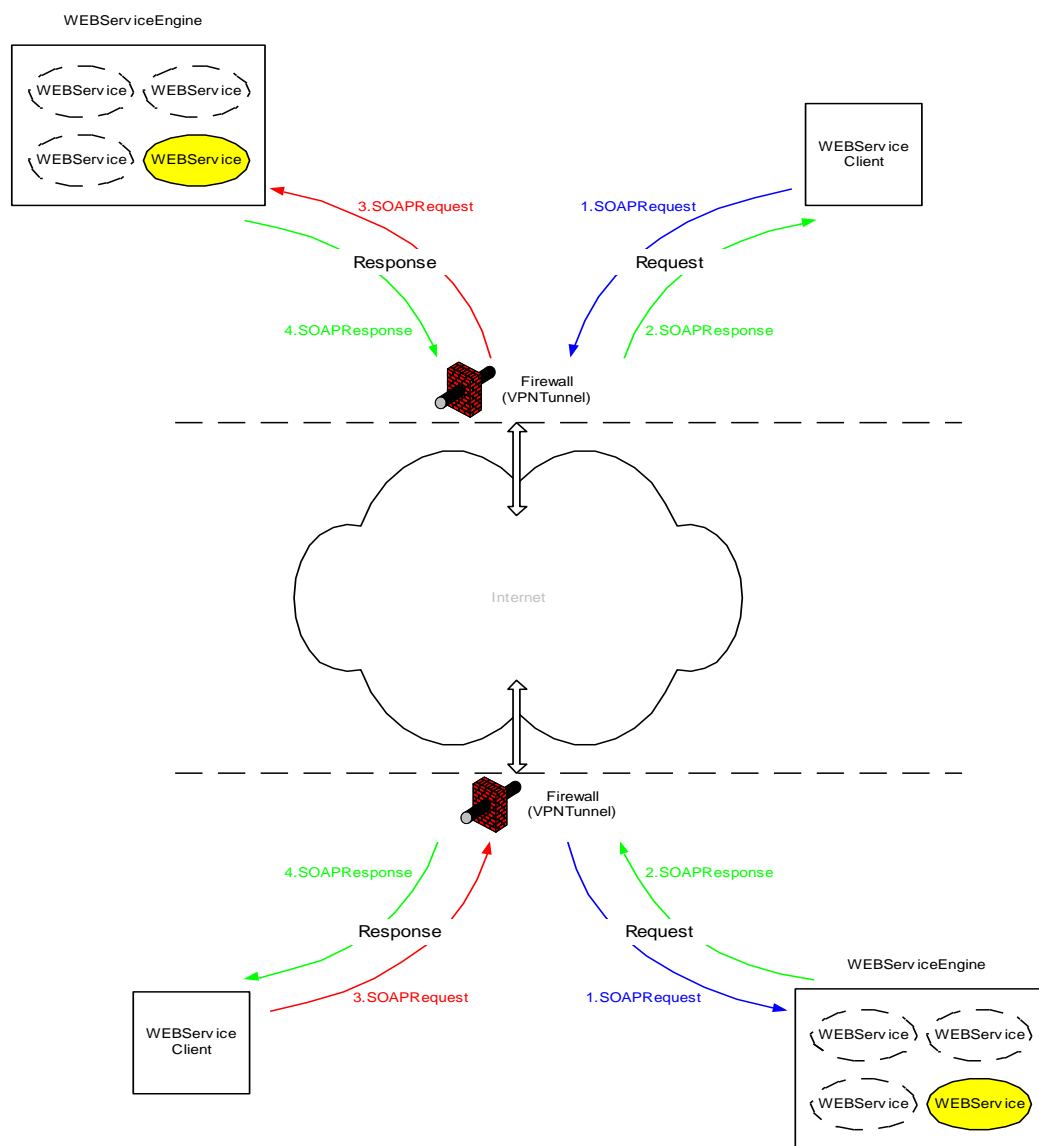 WEBServiceEngine
WEBService
WEBService
WEBService
WEBService
WEBService
Client
3.SOAPRequest
1.SOAPRequest
Response
Request
4.SOAPResponse
2.SOAPResponse
Firewall
(VPNTunnel)
Internet
Firewall
(VPNTunnel)
4.SOAPResponse
2.SOAPResponse
Response
Request
WEBServiceEngine
3.SOAPRequest
1.SOAPRequest
WEBService
Client
WEBService
WEBService
WEBService
WEBService